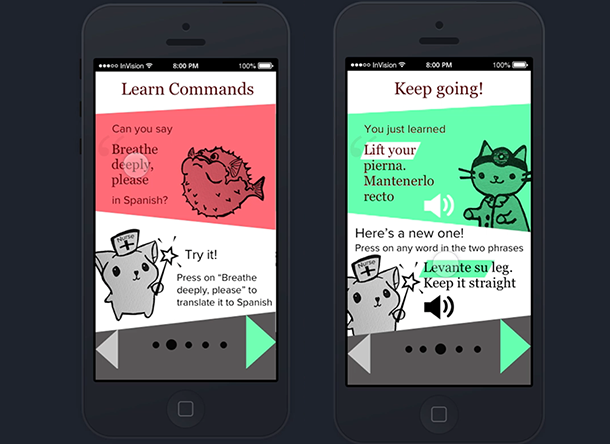 InVision 8:00 PM 100%
Learn Commands
Can you say
Breathe
deeply,
please
in Spanish?
Nurse
Try it!
Press on “Breathe
deeply, please” to
translate it to Spanish
InVision 8:00 PM 100%
Keep going!
You just learned
Lift your
pierna.
Mantenerlo
recto
Here's a new one!
Press on any word in the two phrases
Nurse
Levante su leg.
Keep it straight